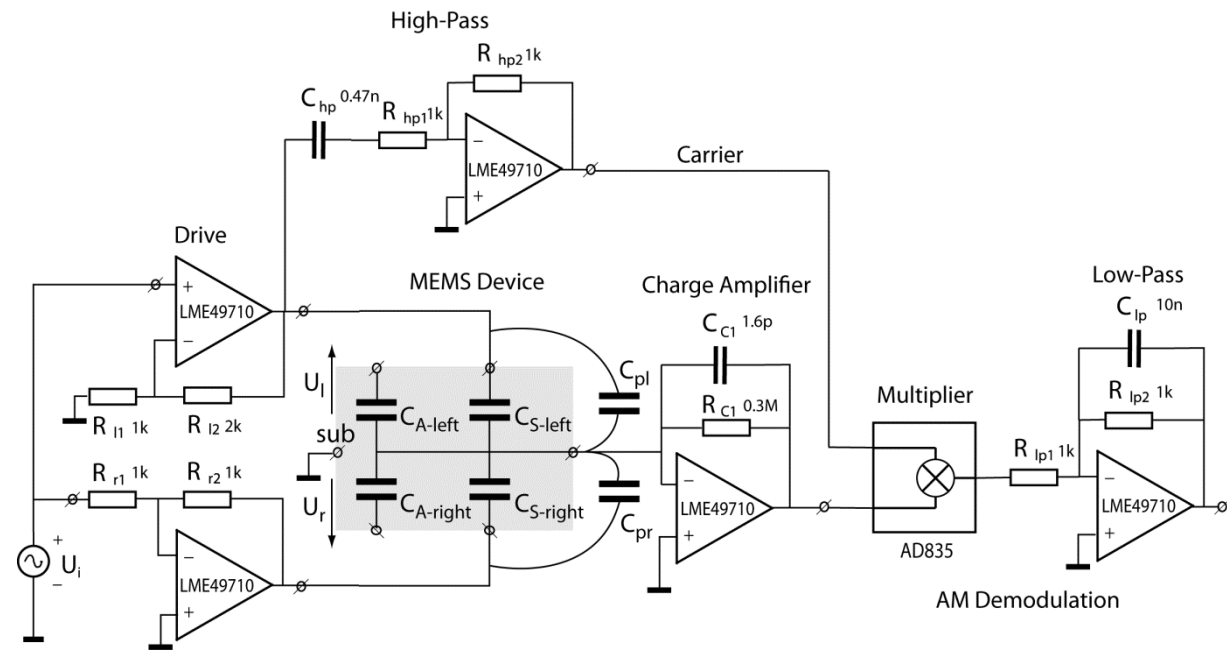 High-Pass
R hp2 1k
C hp 0.47n
R hp1 1k
−
LME49710
+
Carrier
Drive
+
LME49710
−
MEMS Device
Charge Amplifier
Low-Pass
C C1 1.6p
C lp 10n
U l
C pl
R C1 0.3M
R lp2 1k
R l1 1k
R l2 2k
C A-left
C S-left
Multiplier
sub
R r1 1k
R r2 1k
R lp1 1k
−
−
U r
C A-right
C S-right
C pr
LME49710
LME49710
+
+
+
U i
−
−
LME49710
+
AD835
AM Demodulation